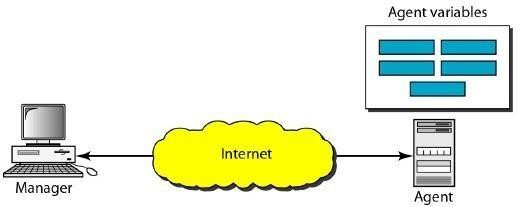 Agent variables
Internet
Manager
Agent